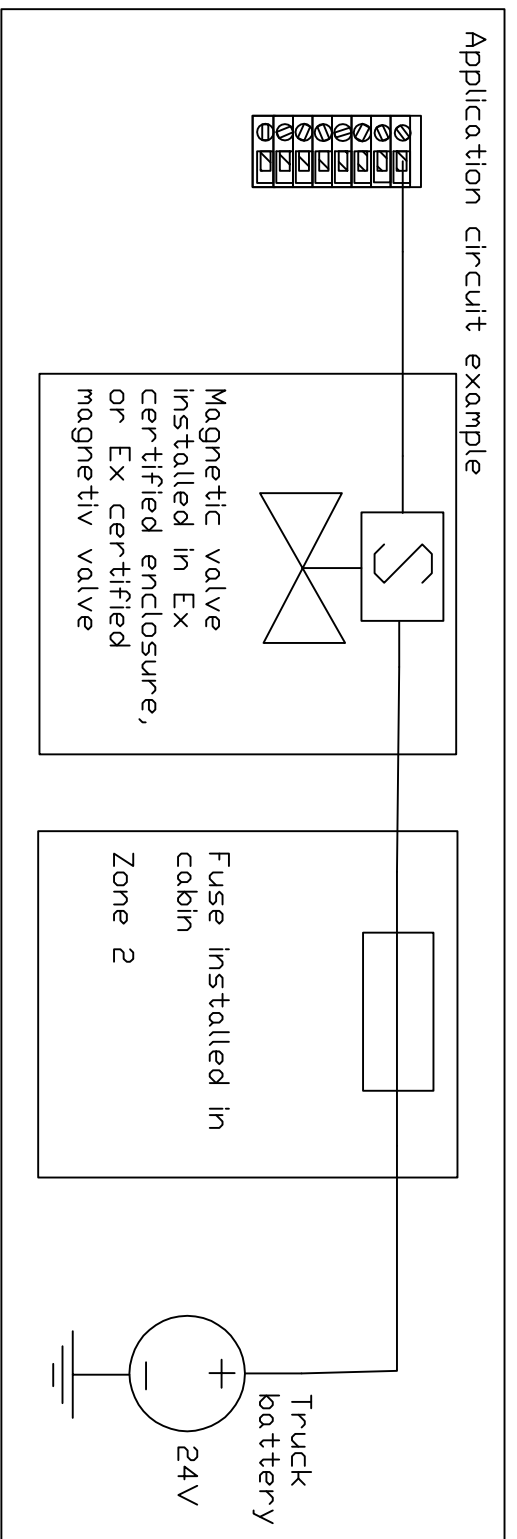 Application circuit example
Magnetic valve
installed in Ex
certified enclosure,
or Ex certified
magnetiv valve
S
Fuse installed in
cabin
Zone 2
Truck
battery
+
-
24V